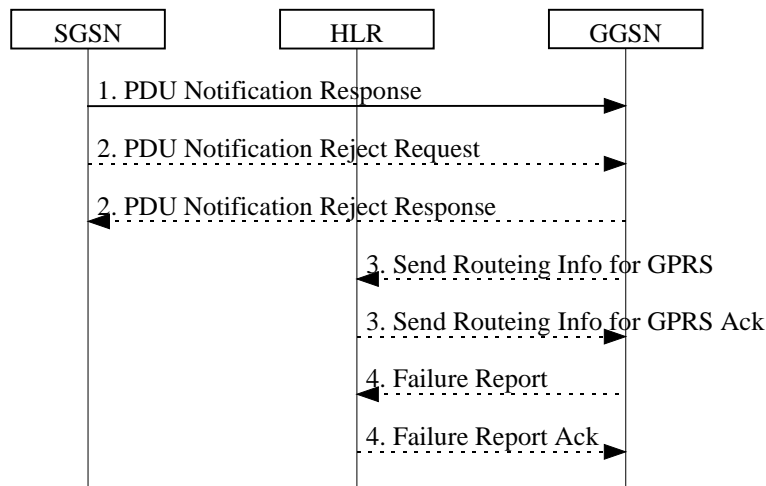 SGSN HLR GGSN
1. PDU Notification Response
2. PDU Notification Reject Request
2. PDU Notification Reject Response
3. Send Routeing Info for GPRS
3. Send Routeing Info for GPRS Ack
4. Failure Report
4. Failure Report Ack